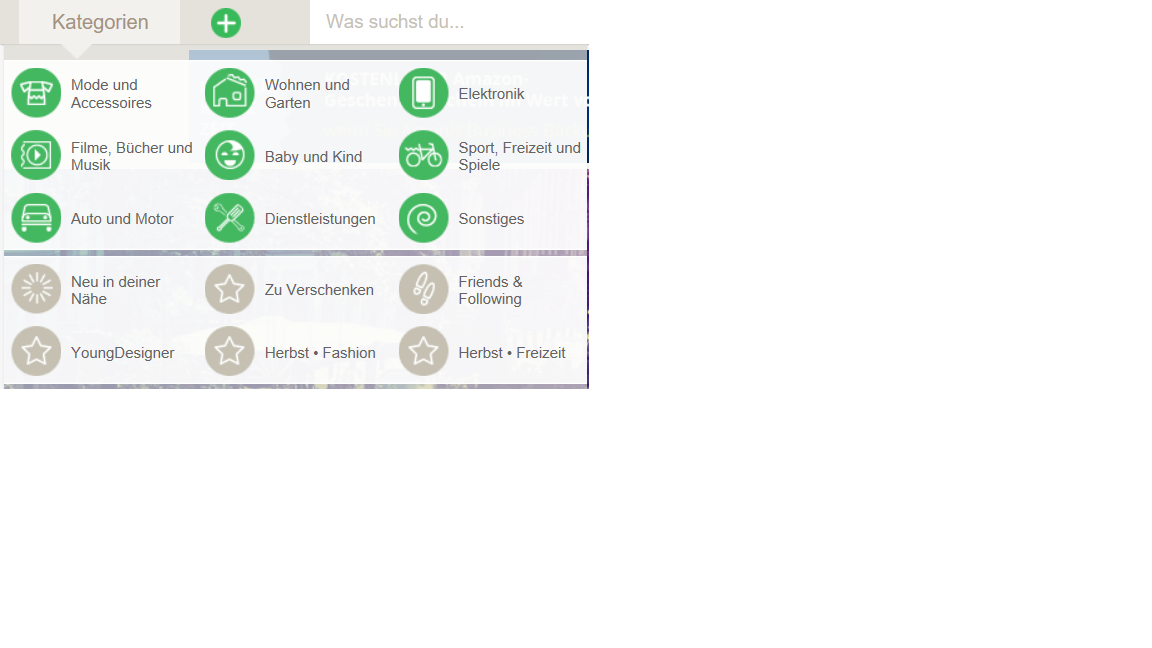 Kategorien
Was suchst du...
Mode und
Accessoires
Wohnen und
Garten
Elektronik
Filme, Bücher und
Musik
Baby und Kind
Sport, Freizeit und
Spiele
Auto und Motor
Dienstleistungen
Sonstiges
Neu in deiner
Nähe
Zu Verschenken
Friends &
Following
YoungDesigner
Herbst • Fashion
Herbst • Freizeit